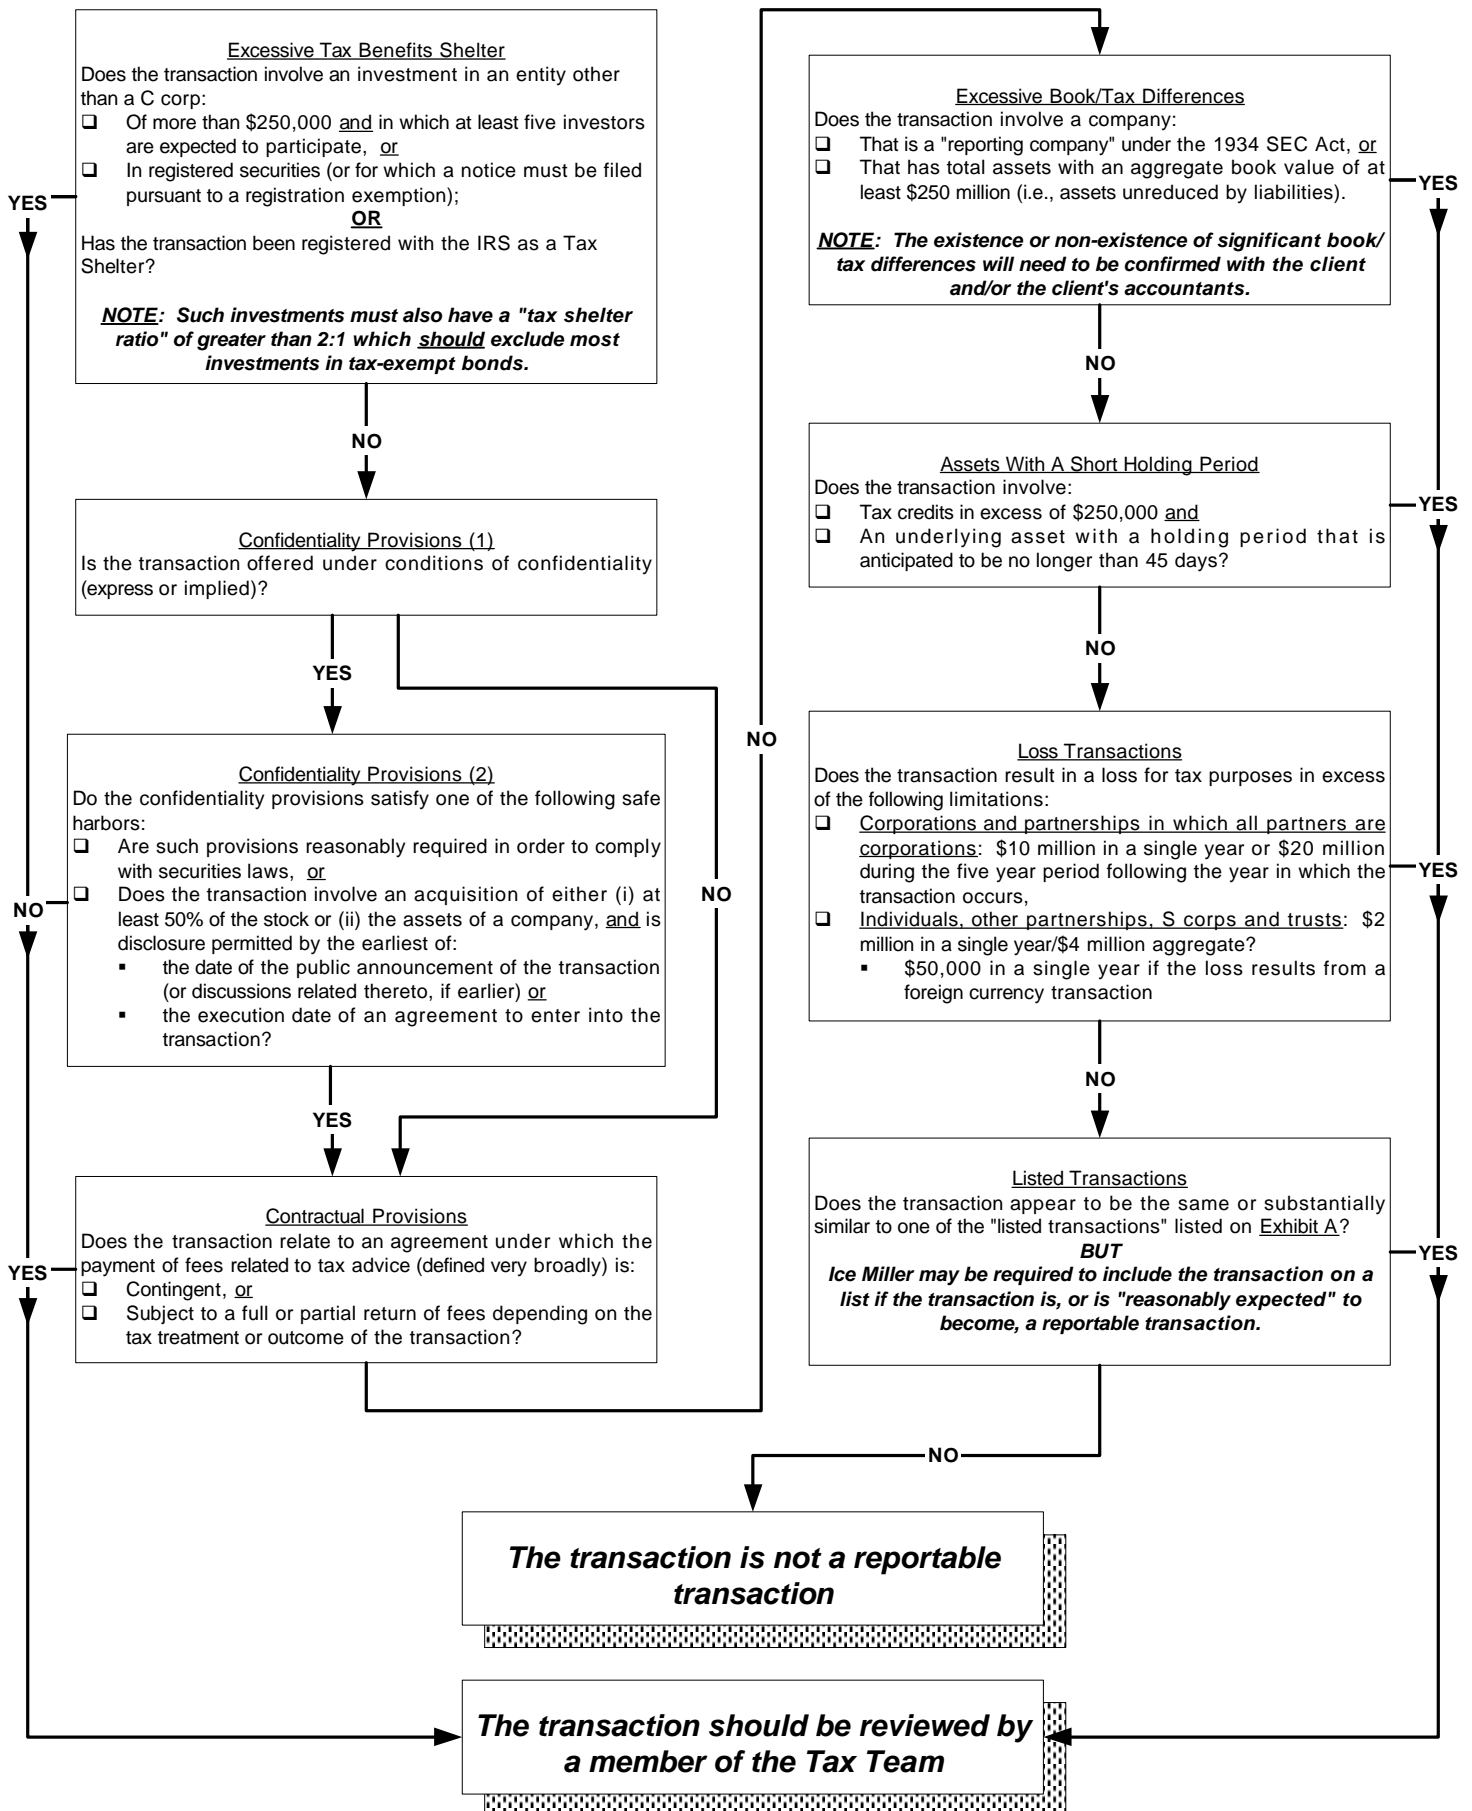 Excessive Tax Benefits Shelter
Does the transaction involve an investment in an entity other
than a C corp:
❑ Of more than $250,000 and in which at least five investors
are expected to participate, or
❑ In registered securities (or for which a notice must be filed
pursuant to a registration exemption);
OR
Has the transaction been registered with the IRS as a Tax
Shelter?
NOTE: Such investments must also have a "tax shelter
ratio" of greater than 2:1 which should exclude most
investments in tax-exempt bonds.
YES
NO
Confidentiality Provisions (1)
Is the transaction offered under conditions of confidentiality
(express or implied)?
YES
NO
Confidentiality Provisions (2)
Do the confidentiality provisions satisfy one of the following safe
harbors:
❑ Are such provisions reasonably required in order to comply
with securities laws, or
❑ Does the transaction involve an acquisition of either (i) at
least 50% of the stock or (ii) the assets of a company, and is
disclosure permitted by the earliest of:
▪ the date of the public announcement of the transaction
(or discussions related thereto, if earlier) or
▪ the execution date of an agreement to enter into the
transaction?
NO
YES
Contractual Provisions
Does the transaction relate to an agreement under which the
payment of fees related to tax advice (defined very broadly) is:
❑ Contingent, or
❑ Subject to a full or partial return of fees depending on the
tax treatment or outcome of the transaction?
YES
NO
Excessive Book/Tax Differences
Does the transaction involve a company:
❑ That is a "reporting company" under the 1934 SEC Act, or
❑ That has total assets with an aggregate book value of at
least $250 million (i.e., assets unreduced by liabilities).
NOTE: The existence or non-existence of significant book/
tax differences will need to be confirmed with the client
and/or the client's accountants.
YES
NO
Assets With A Short Holding Period
Does the transaction involve:
❑ Tax credits in excess of $250,000 and
❑ An underlying asset with a holding period that is
anticipated to be no longer than 45 days?
YES
NO
Loss Transactions
Does the transaction result in a loss for tax purposes in excess
of the following limitations:
❑ Corporations and partnerships in which all partners are
corporations: $10 million in a single year or $20 million
during the five year period following the year in which the
transaction occurs,
❑ Individuals, other partnerships, S corps and trusts: $2
million in a single year/$4 million aggregate?
▪ $50,000 in a single year if the loss results from a
foreign currency transaction
YES
NO
Listed Transactions
Does the transaction appear to be the same or substantially
similar to one of the "listed transactions" listed on Exhibit A?
BUT
Ice Miller may be required to include the transaction on a
list if the transaction is, or is "reasonably expected" to
become, a reportable transaction.
YES
NO
The transaction is not a reportable
transaction
The transaction should be reviewed by
a member of the Tax Team